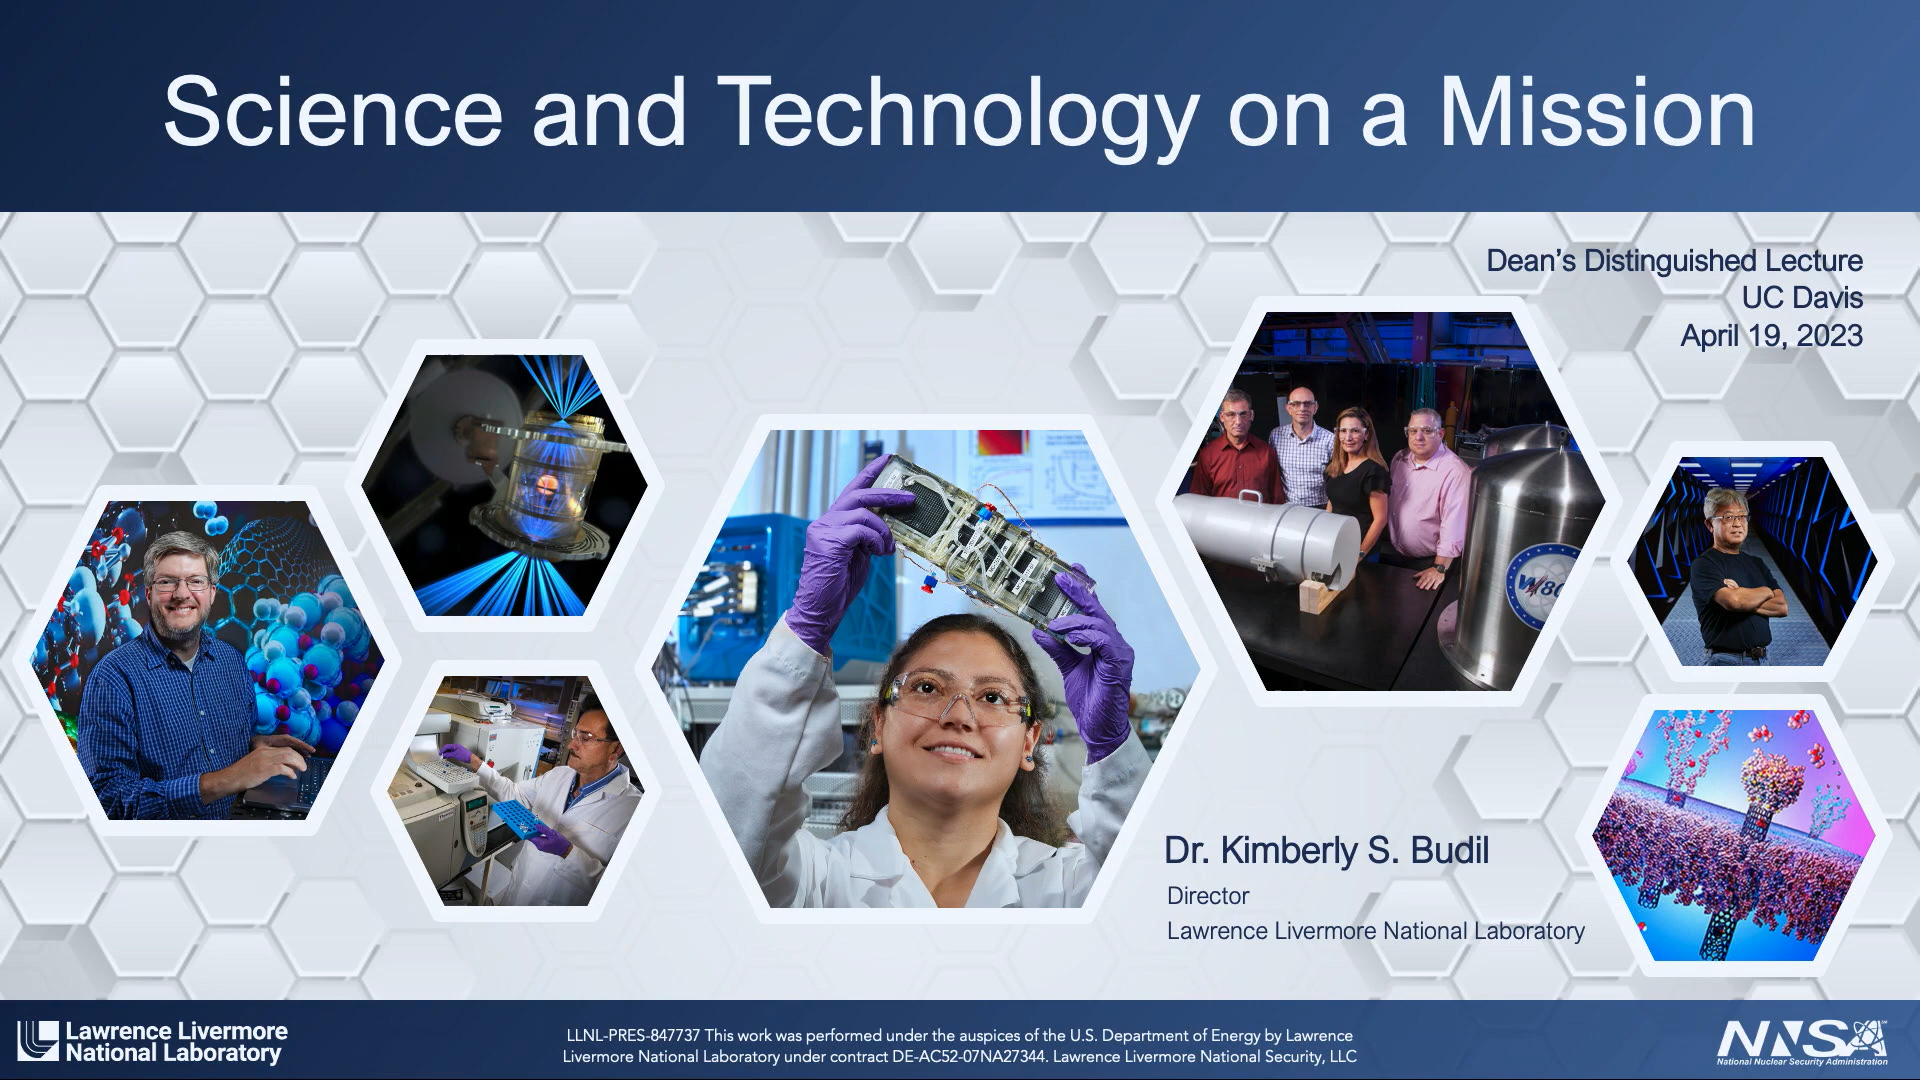 Science and Technology on a Mission
Dean’s Distinguished Lecture
UC Davis
April 19, 2023
W80
Dr. Kimberly S. Budil
Director
Lawrence Livermore National Laboratory
Lawrence Livermore
National Laboratory
LLNL-PRES-847737 This work was performed under the auspices of the U.S. Department of Energy by Lawrence
Livermore National Laboratory under contract DE-AC52-07NA27344. Lawrence Livermore National Security, LLC
NNSA
National Nuclear Security Administration